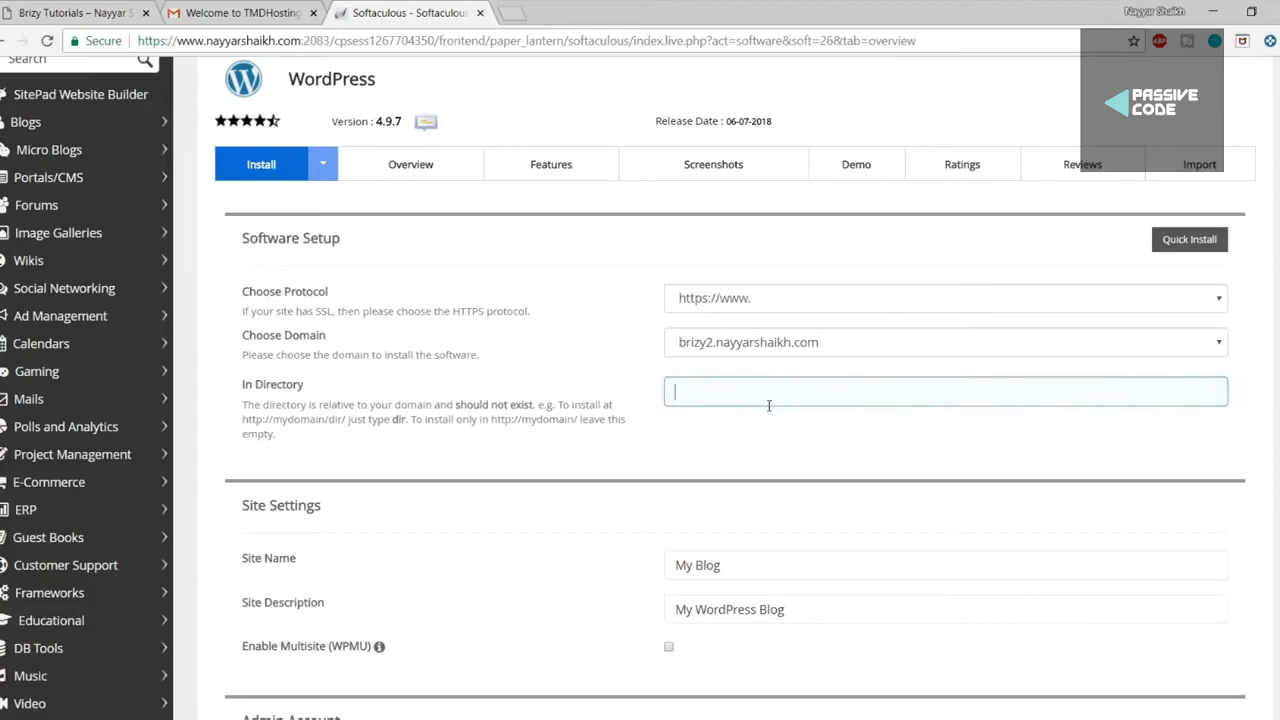 Brizy Tutorials – Nayyar S
Welcome to TMDHosting
Softaculous - Softaculou
Nayyar Shaikh
Secure
https://www.nayyarshaikh.com:2083/cpsess1267704350/frontend/paper_lantern/softaculous/index.live.php?act=software&soft=26&tab=overview
ABP
PASSIVE
CODE
Search
SitePad Website Builder
Blogs
Micro Blogs
Portals/CMS
Forums
Image Galleries
Wikis
Social Networking
Ad Management
Calendars
Gaming
Mails
Polls and Analytics
Project Management
E-Commerce
ERP
Guest Books
Customer Support
Frameworks
Educational
DB Tools
Music
Video
WordPress
Version : 4.9.7
Release Date : 06-07-2018
Install
Overview
Features
Screenshots
Demo
Ratings
Reviews
Import
Software Setup
Quick Install
Choose Protocol
If your site has SSL, then please choose the HTTPS protocol.
https://www.
Choose Domain
Please choose the domain to install the software.
brizy2.nayyarshaikh.com
In Directory
The directory is relative to your domain and should not exist. e.g. To install at
http://mydomain/dir/ just type dir. To install only in http://mydomain/ leave this
empty.
Site Settings
Site Name
My Blog
Site Description
My WordPress Blog
Enable Multisite (WPMU)
Admin Account